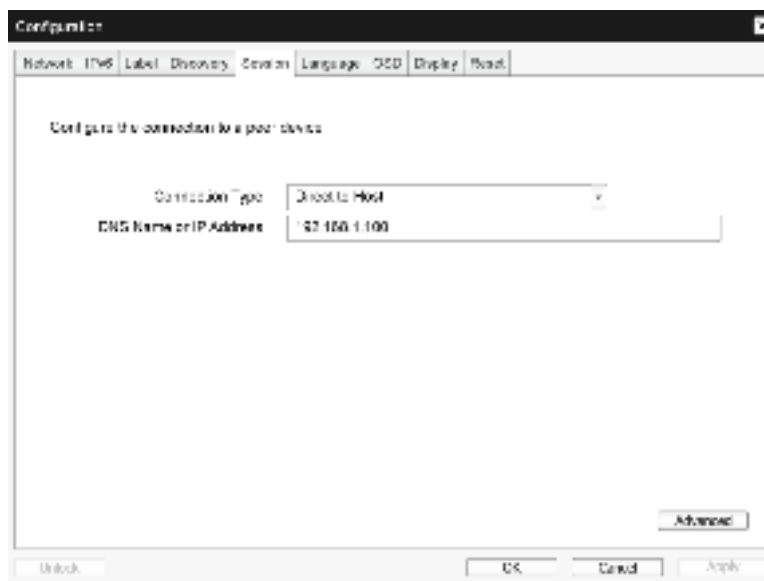 Configuration
Network IPv6 Label Discovery Session Language OSD Display Reset
Configure the connection to a peer device
Connection Type Direct to Host
DNS Name or IP Address 192.168.1.100
Advanced
Unlock OK Cancel Apply